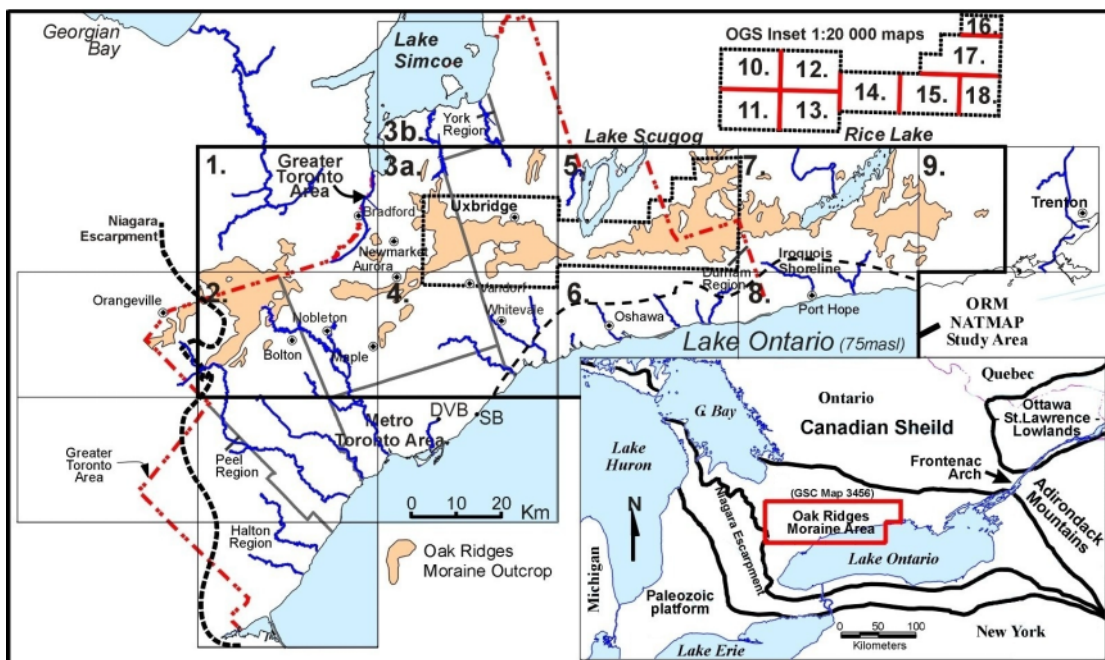 Georgian
Bay
Lake
Simcoe
OGS Inset 1:20 000 maps
16.
17.
10.
12.
14.
15.
18.
11.
13.
3b.
York
Region
Lake Scugog
Rice Lake
1.
Greater
Toronto
Area
3a.
5
7
9.
Niagara
Escarpment
Bradford
Uxbridge
Trenton
Newmarket
Aurora
Iroquois
Shoreline
Durham
Region
2.
4.
Vandorf
6.
8.
Orangeville
Nobleton
Whitevale
Oshawa
Port Hope
Bolton
Maple
Lake Ontario (75masl)
ORM
NATMAP
Study Area
DVB
SB
Metro
Toronto Area
Greater
Toronto
Area
Peel
Region
0 10 20
Km
Halton
Region
Oak Ridges
Moraine Outcrop
Quebec
Ontario
G. Bay
Ottawa
St.Lawrence -
Lowlands
Canadian Sheild
Lake
Huron
Frontenac
Arch
N
Niagara Escarpment
(GSC Map 3456)
Oak Ridges
Moraine Area
Adirondack
Mountains
Lake Ontario
Michigan
Paleozoic
platform
New York
0 50 100
Kilometers
Lake Erie